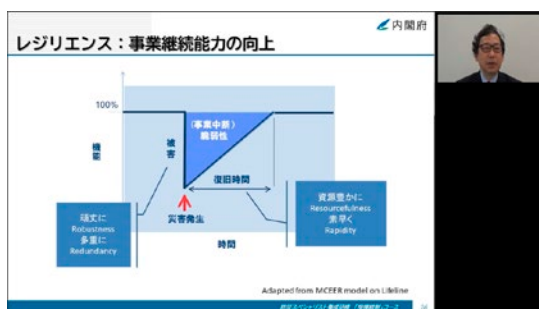 内閣府
レジリエンス：事業継続能力の向上
100%
機能
被害
(事業中断)
脆弱性
復旧時間
災害発生
時間
頑丈に
Robustness
多重に
Redundancy
資源豊かに
Resourcefulness
素早く
Rapidity
Adapted from MCEER model on Lifeline